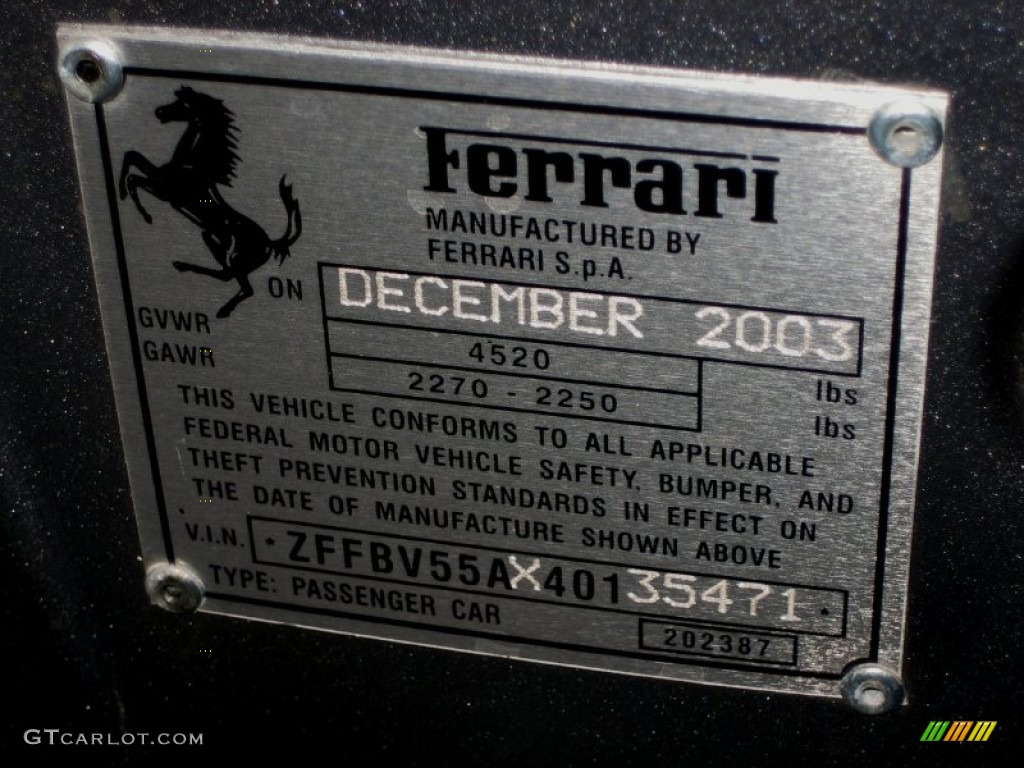 Ferrari
MANUFACTURED BY
FERRARI S.p.A.
ON DECEMBER 2003
GVWR 4520 lbs
GAWR 2270 - 2250 lbs
THIS VEHICLE CONFORMS TO ALL APPLICABLE
FEDERAL MOTOR VEHICLE SAFETY, BUMPER, AND
THEFT PREVENTION STANDARDS IN EFFECT ON
THE DATE OF MANUFACTURE SHOWN ABOVE
V.I.N. * ZFFBV55AX40135471 *
TYPE: PASSENGER CAR 202387
GTCARLOT.COM